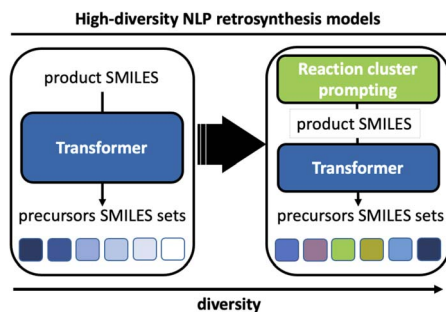 High-diversity NLP retrosynthesis models
product SMILES
Transformer
precursors SMILES sets
Reaction cluster
prompting
product SMILES
Transformer
precursors SMILES sets
diversity